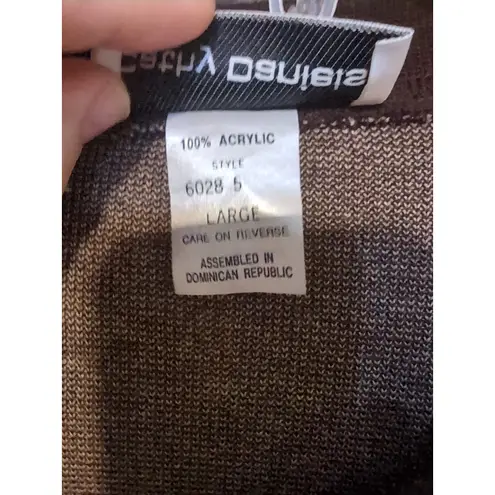 Cathy Daniels
100% ACRYLIC
STYLE
6028 5
LARGE
CARE ON REVERSE
ASSEMBLED IN
DOMINICAN REPUBLIC